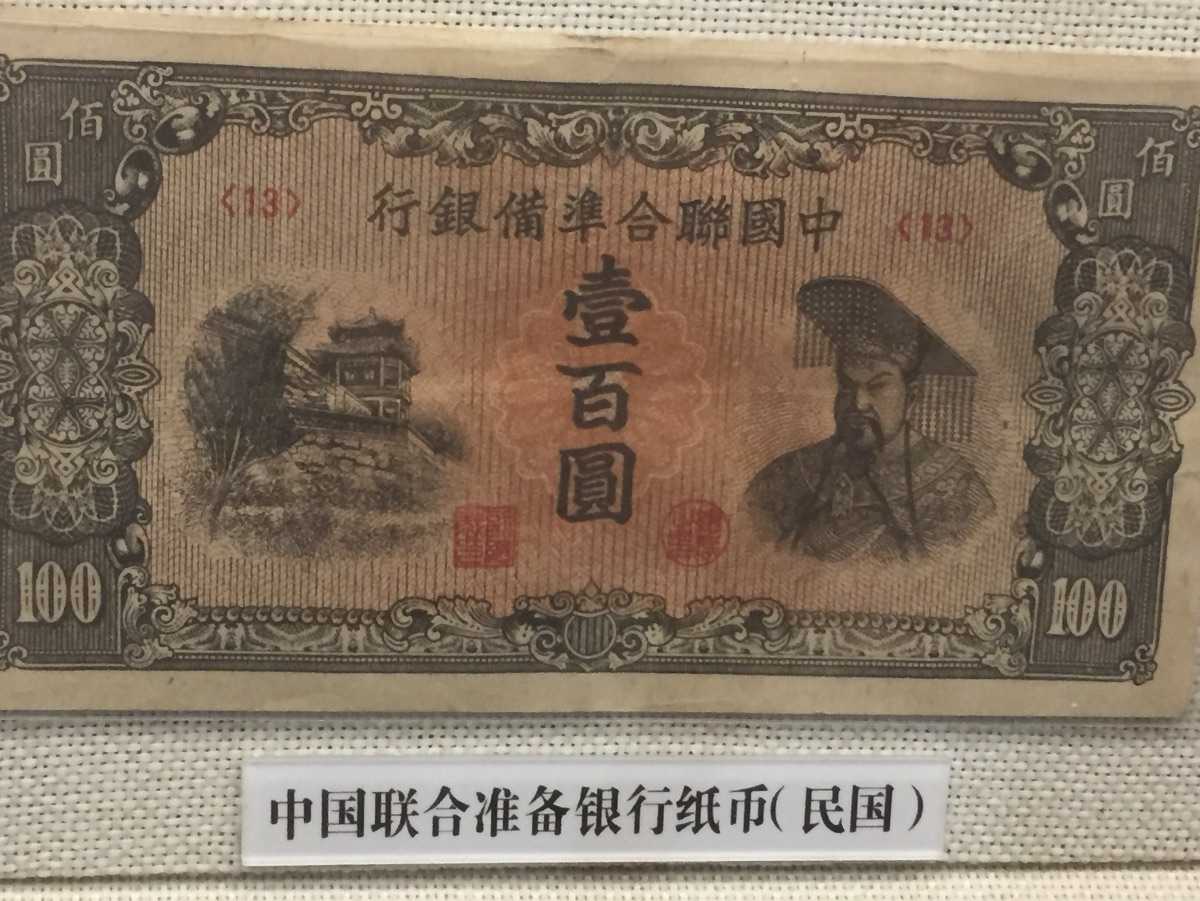 佰圓
佰圓
〈13〉
〈13〉
中國聯合準備銀行
壹百圓
100
100
中国联合准备银行纸币(民国)